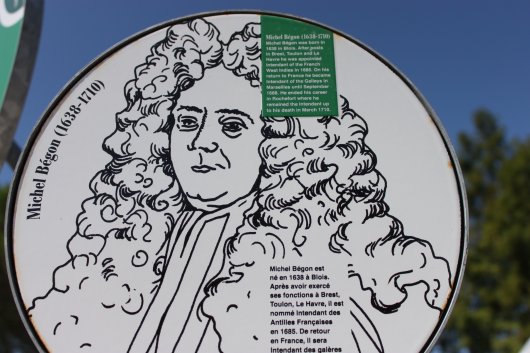 Michel Bégon (1638-1710)
Michel Bégon (1638-1710)
Michel Bégon was born in
1638 in Blois. After posts
in Brest, Toulon and Le
Havre he was appointed
intendant of the French
West Indies in 1685. On his
return to France he became
Intendant of the Galleys in
Marseilles until September
1688. He ended his career
in Rochefort where he
remained the Intendant up
to his death in March 1710.
Michel Bégon est
né en 1638 à Blois.
Après avoir exercé
ses fonctions à Brest,
Toulon, Le Havre, il est
nommé intendant des
Antilles Françaises
en 1685. De retour
en France, il sera
intendant des galères